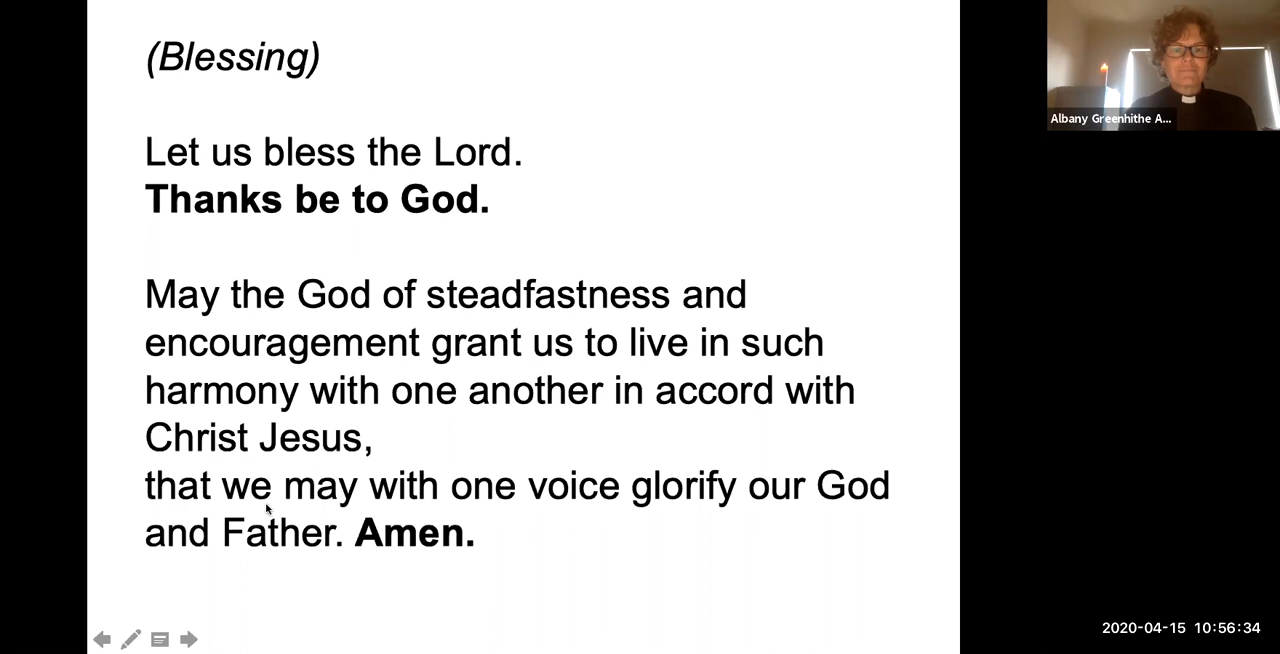 (Blessing)
Let us bless the Lord.
Thanks be to God.
May the God of steadfastness and
encouragement grant us to live in such
harmony with one another in accord with
Christ Jesus,
that we may with one voice glorify our God
and Father. Amen.
Albany Greenhithe A...
2020-04-15 10:56:34